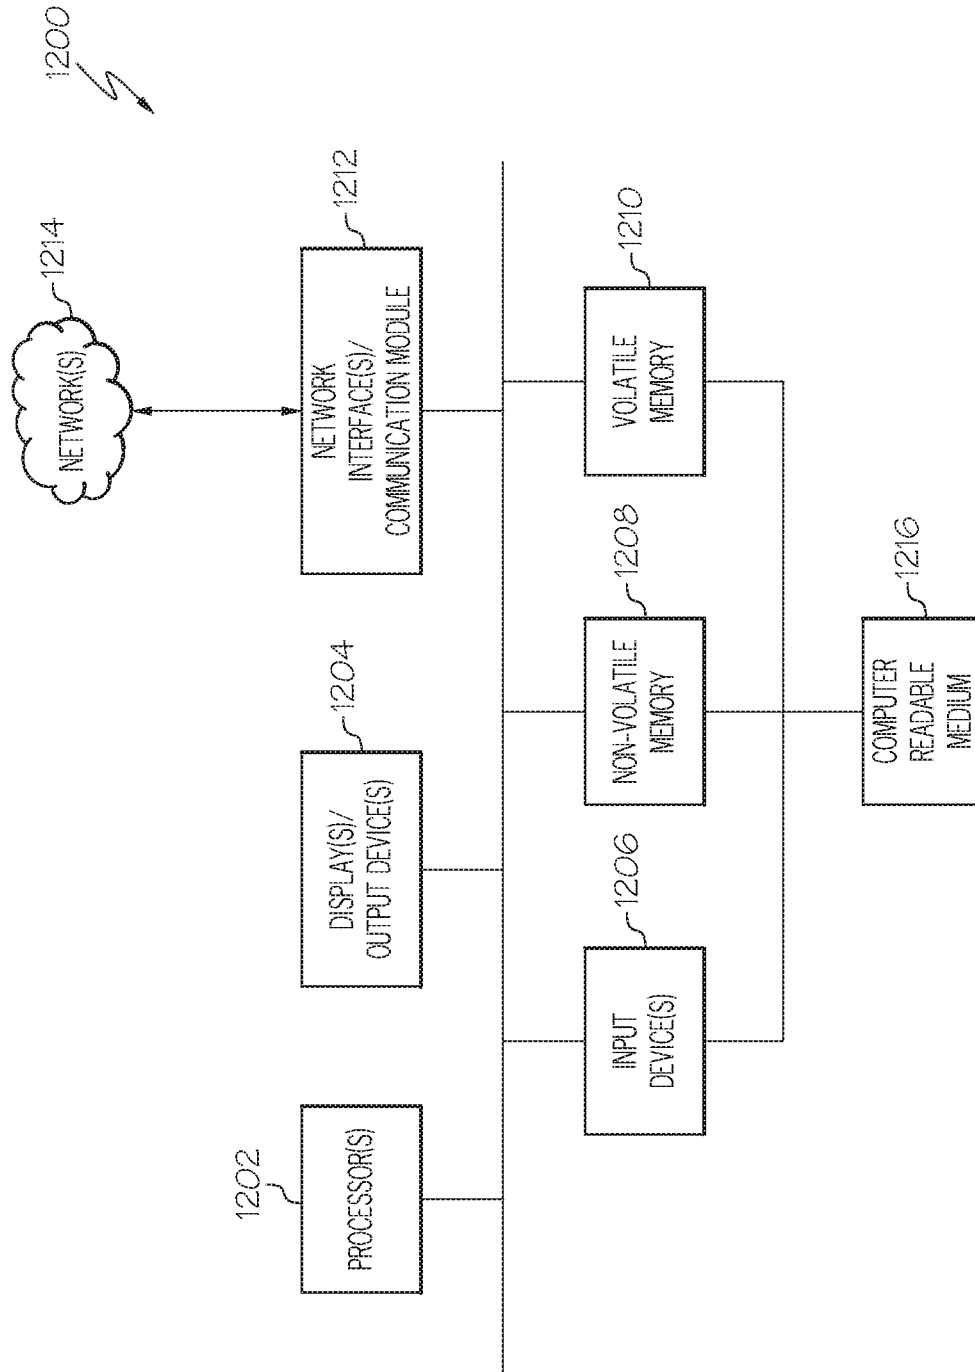 1200
NETWORK(S)
1214
PROCESSOR(S)
1202
DISPLAY(S)/
OUTPUT DEVICE(S)
1204
NETWORK
INTERFACE(S)/
COMMUNICATION MODULE
1212
INPUT
DEVICE(S)
1206
NON-VOLATILE
MEMORY
1208
VOLATILE
MEMORY
1210
COMPUTER
READABLE
MEDIUM
1216